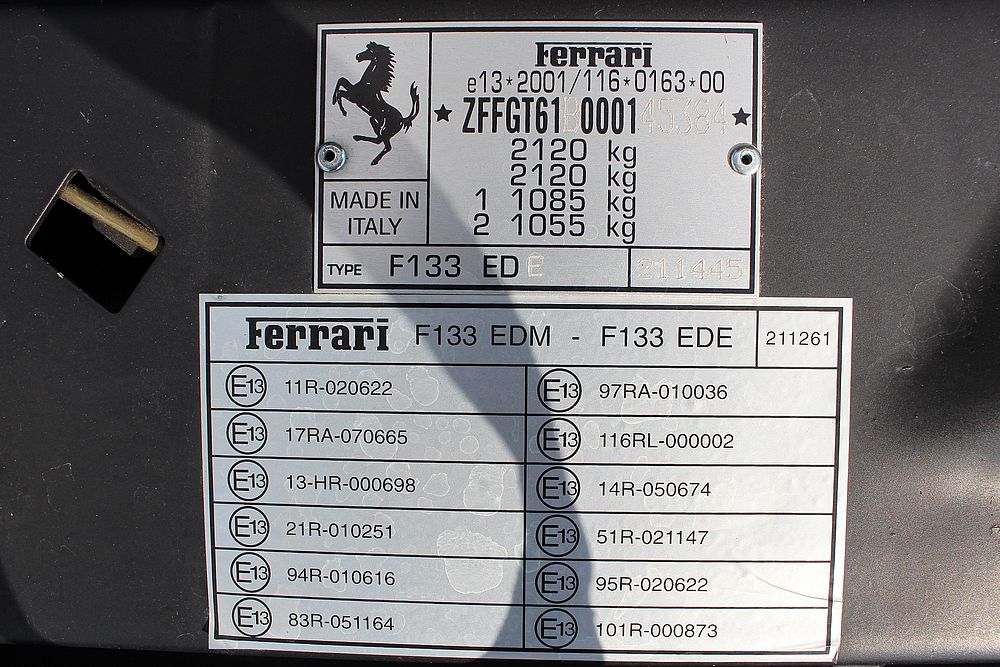 Ferrari
e13*2001/116*0163*00
★ ZFFGT61B000145384 ★
2120 kg
2120 kg
1 1085 kg
2 1055 kg
MADE IN
ITALY
TYPE F133 EDE 211445
Ferrari F133 EDM - F133 EDE 211261
E13 11R-020622 E13 97RA-010036
E13 17RA-070665 E13 116RL-000002
E13 13-HR-000698 E13 14R-050674
E13 21R-010251 E13 51R-021147
E13 94R-010616 E13 95R-020622
E13 83R-051164 E13 101R-000873